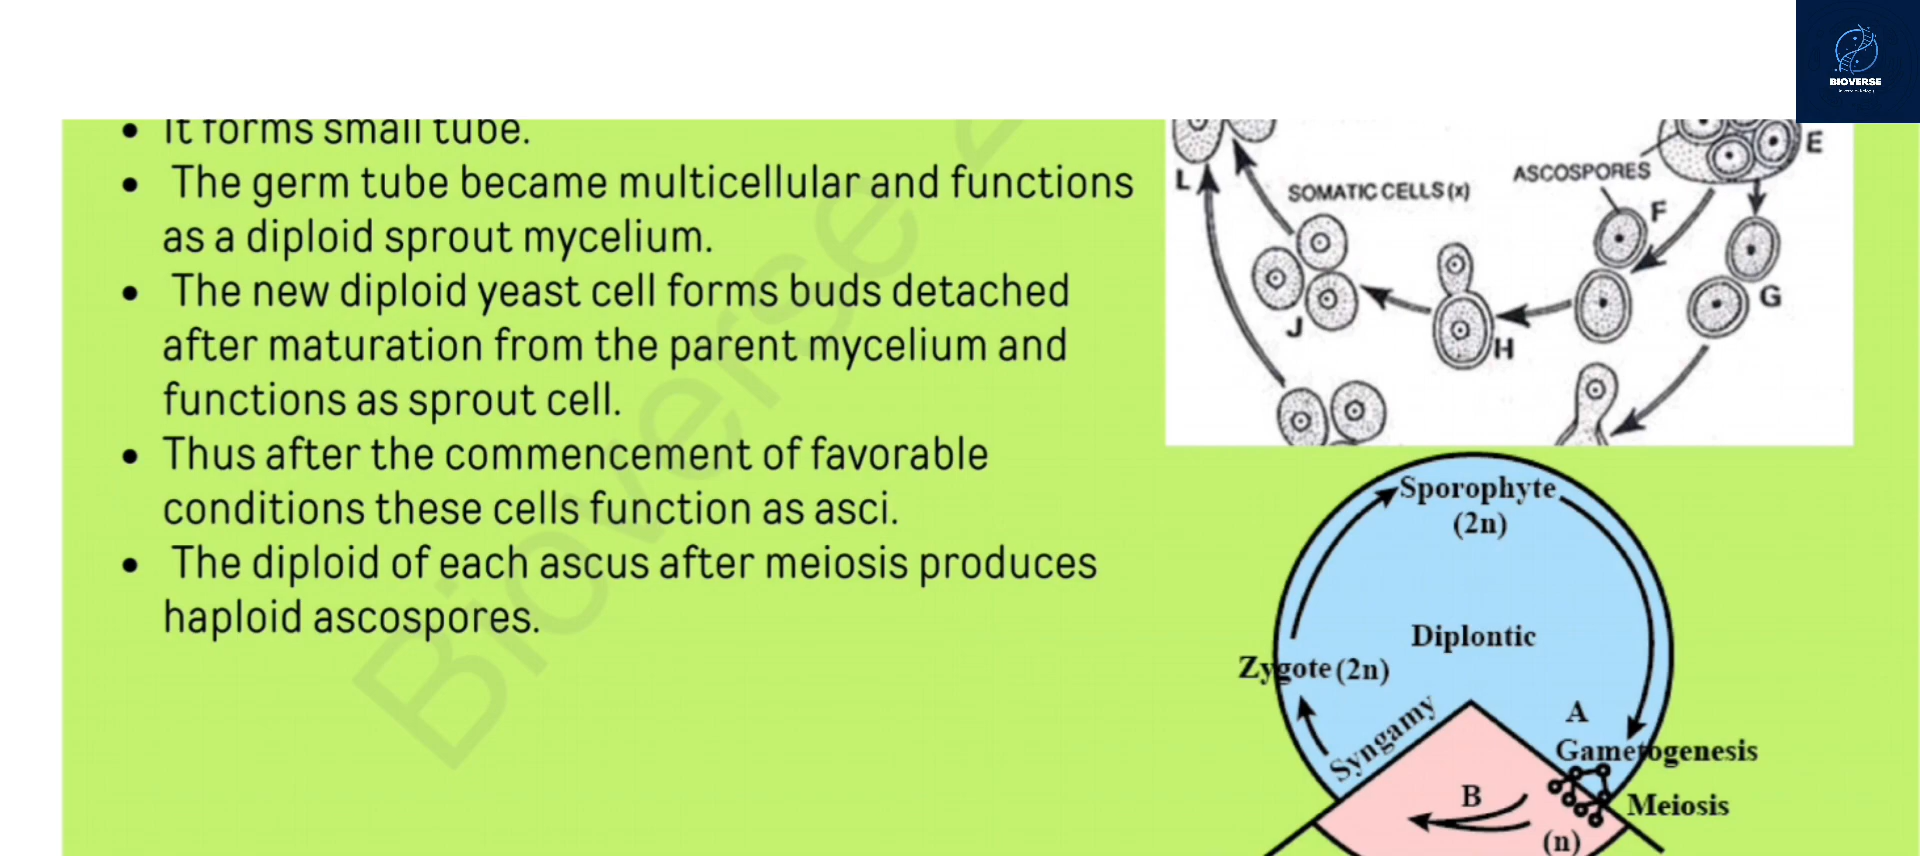 BIOVERSE
• It forms small tube.
• The germ tube became multicellular and functions
as a diploid sprout mycelium.
• The new diploid yeast cell forms buds detached
after maturation from the parent mycelium and
functions as sprout cell.
• Thus after the commencement of favorable
conditions these cells function as asci.
• The diploid of each ascus after meiosis produces
haploid ascospores.
Bioverse
E
ASCOSPORES
L
SOMATIC CELLS (x)
F
G
J
H
Sporophyte
(2n)
Diplontic
Zygote (2n)
Syngamy
A
Gametogenesis
Meiosis
B
(n)